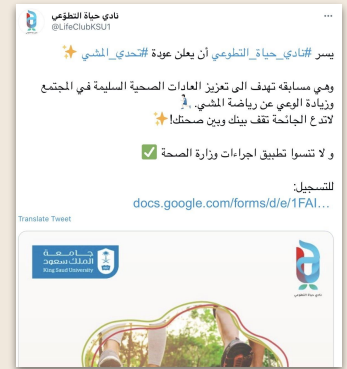 نادي حياة التطوّعي
@LifeClubKSU1
يسر #نادي_حياة_التطوعي أن يعلن عودة #تحدي_المشي ✨
وهي مسابقه تهدف الى تعزيز العادات الصحية السليمة في المجتمع
وزيادة الوعي عن رياضة المشي.
لاتدع الجائحة تقف بينك وبين صحتك!✨
و لا تنسوا تطبيق اجراءات وزارة الصحة ✅
للتسجيل:
docs.google.com/forms/d/e/1FAI...
Translate Tweet
جامعة
الملك سعود
King Saud University
نادي حياة التطوعي